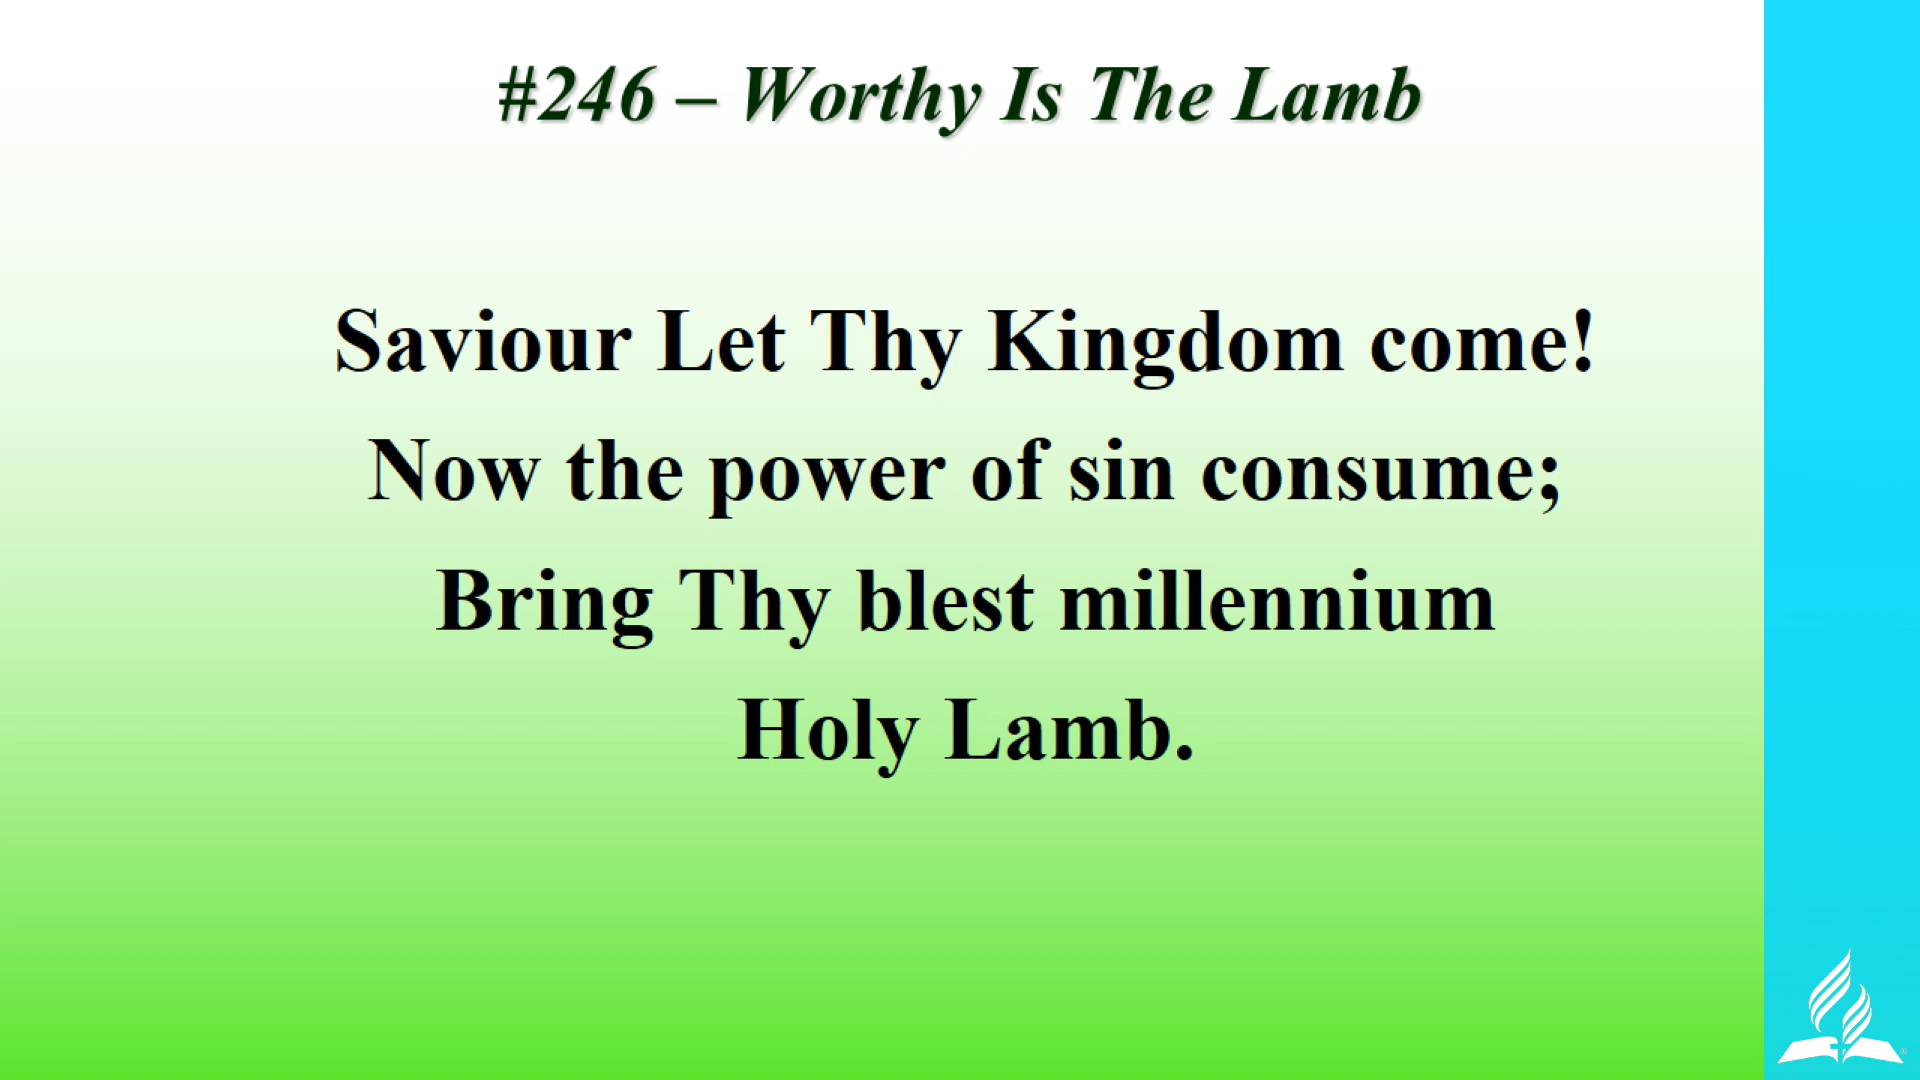 #246 – Worthy Is The Lamb
Saviour Let Thy Kingdom come!
Now the power of sin consume;
Bring Thy blest millennium
Holy Lamb.